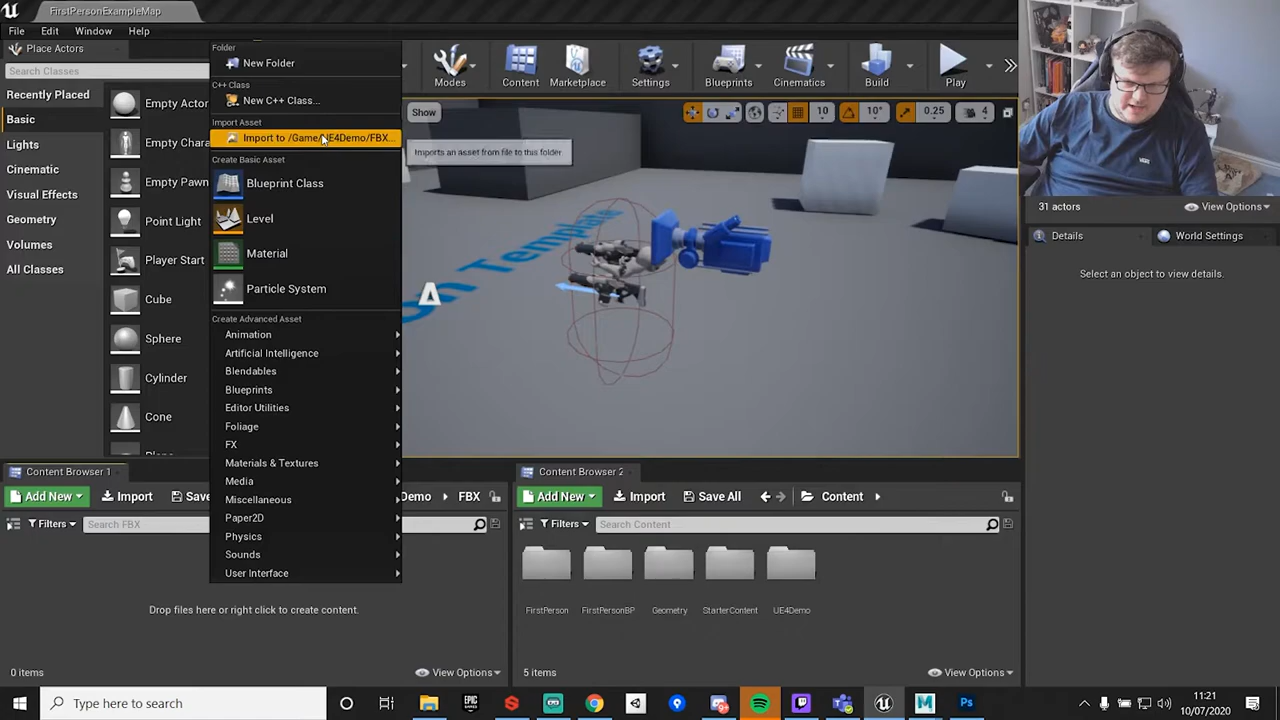 FirstPersonExampleMap
File
Edit
Window
Help
Place Actors
Search Classes
Recently Placed
Basic
Lights
Cinematic
Visual Effects
Geometry
Volumes
All Classes
Empty Actor
Empty Chara
Empty Pawn
Point Light
Player Start
Cube
Sphere
Cylinder
Cone
Folder
New Folder
C++ Class
New C++ Class...
Import Asset
Import to /Game/UE4Demo/FBX...
Create Basic Asset
Blueprint Class
Level
Material
Particle System
Create Advanced Asset
Animation
Artificial Intelligence
Blendables
Blueprints
Editor Utilities
Foliage
FX
Materials & Textures
Media
Miscellaneous
Paper2D
Physics
Sounds
User Interface
Modes
Content
Marketplace
Settings
Blueprints
Cinematics
Build
Play
Show
10
10°
0.25
4
Imports an asset from file to this folder
on Template
VANS
31 actors
View Options
Details
World Settings
Select an object to view details.
Content Browser 1
Add New
Import
Sav
Demo
FBX
Filters
Search FBX
Drop files here or right click to create content.
0 items
View Options
Content Browser 2
Add New
Import
Save All
Content
Filters
Search Content
FirstPerson
FirstPersonBP
Geometry
StarterContent
UE4Demo
5 items
View Options
Type here to search
EPIC
GAMES
M
Ps
11:21
10/07/2020